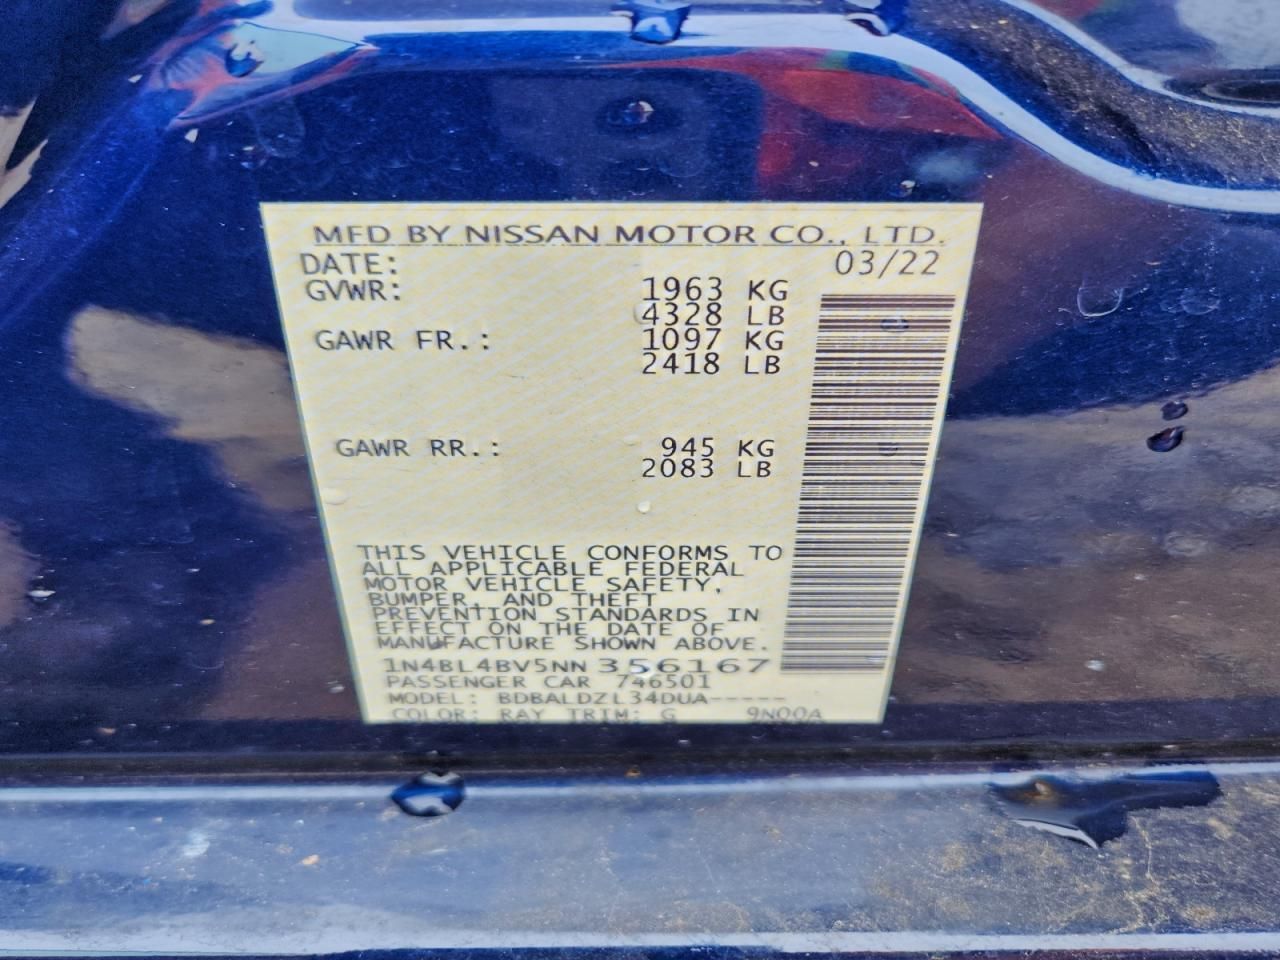 MFD BY NISSAN MOTOR CO., LTD.
DATE: 03/22
GVWR: 1963 KG
4328 LB
GAWR FR.: 1097 KG
2418 LB
GAWR RR.: 945 KG
2083 LB
THIS VEHICLE CONFORMS TO
ALL APPLICABLE FEDERAL
MOTOR VEHICLE SAFETY,
BUMPER, AND THEFT
PREVENTION STANDARDS IN
EFFECT ON THE DATE OF
MANUFACTURE SHOWN ABOVE.
1N4BL4BV5NN356167
PASSENGER CAR 746501
MODEL: BDBALDZL34DUA-----
COLOR: RAY TRIM: G 9N00A